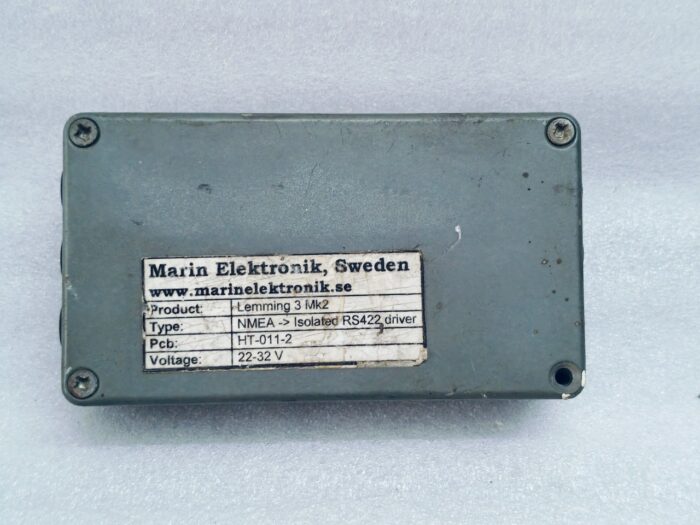 Marin Elektronik, Sweden
www.marinelektronik.se
Product: Lemming 3 Mk2
Type: NMEA -> Isolated RS422 driver
Pcb: HT-011-2
Voltage: 22-32 V